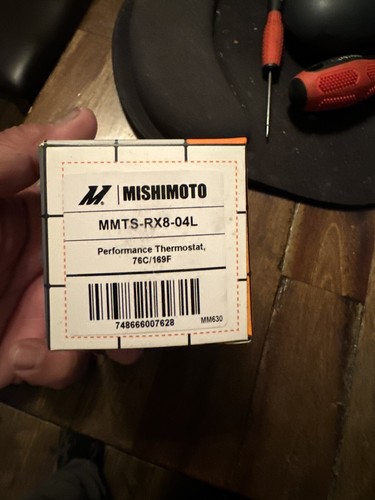 MISHIMOTO
MMTS-RX8-04L
Performance Thermostat,
76C/169F
748666007628
MM630